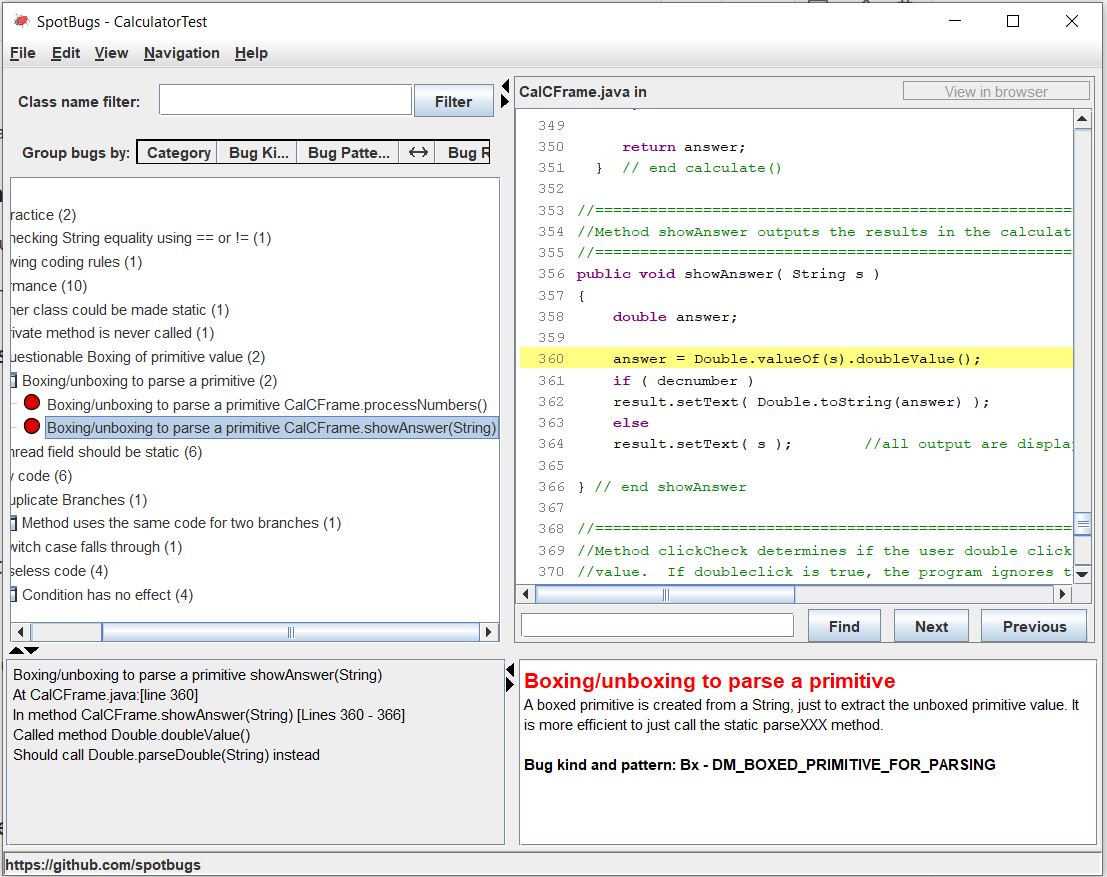 SpotBugs - CalculatorTest
File Edit View Navigation Help
Class name filter: Filter
Group bugs by: Category Bug Ki... Bug Patte... Bug R
ractice (2)
hecking String equality using == or != (1)
wing coding rules (1)
rmance (10)
ner class could be made static (1)
rivate method is never called (1)
uestionable Boxing of primitive value (2)
Boxing/unboxing to parse a primitive (2)
Boxing/unboxing to parse a primitive CalCFrame.processNumbers()
Boxing/unboxing to parse a primitive CalCFrame.showAnswer(String)
nread field should be static (6)
y code (6)
uplicate Branches (1)
Method uses the same code for two branches (1)
witch case falls through (1)
seless code (4)
Condition has no effect (4)
CalCFrame.java in View in browser
349
350 return answer;
351 } // end calculate()
352
353 //=====================================================
354 //Method showAnswer outputs the results in the calculat
355 //=====================================================
356 public void showAnswer( String s )
357 {
358 double answer;
359
360 answer = Double.valueOf(s).doubleValue();
361 if ( decnumber )
362 result.setText( Double.toString(answer) );
363 else
364 result.setText( s ); //all output are displa
365
366 } // end showAnswer
367
368 //=====================================================
369 //Method clickCheck determines if the user double click
370 //value. If doubleclick is true, the program ignores t
Find Next Previous
Boxing/unboxing to parse a primitive showAnswer(String)
At CalCFrame.java:[line 360]
In method CalCFrame.showAnswer(String) [Lines 360 - 366]
Called method Double.doubleValue()
Should call Double.parseDouble(String) instead
Boxing/unboxing to parse a primitive
A boxed primitive is created from a String, just to extract the unboxed primitive value. It
is more efficient to just call the static parseXXX method.
Bug kind and pattern: Bx - DM_BOXED_PRIMITIVE_FOR_PARSING
https://github.com/spotbugs